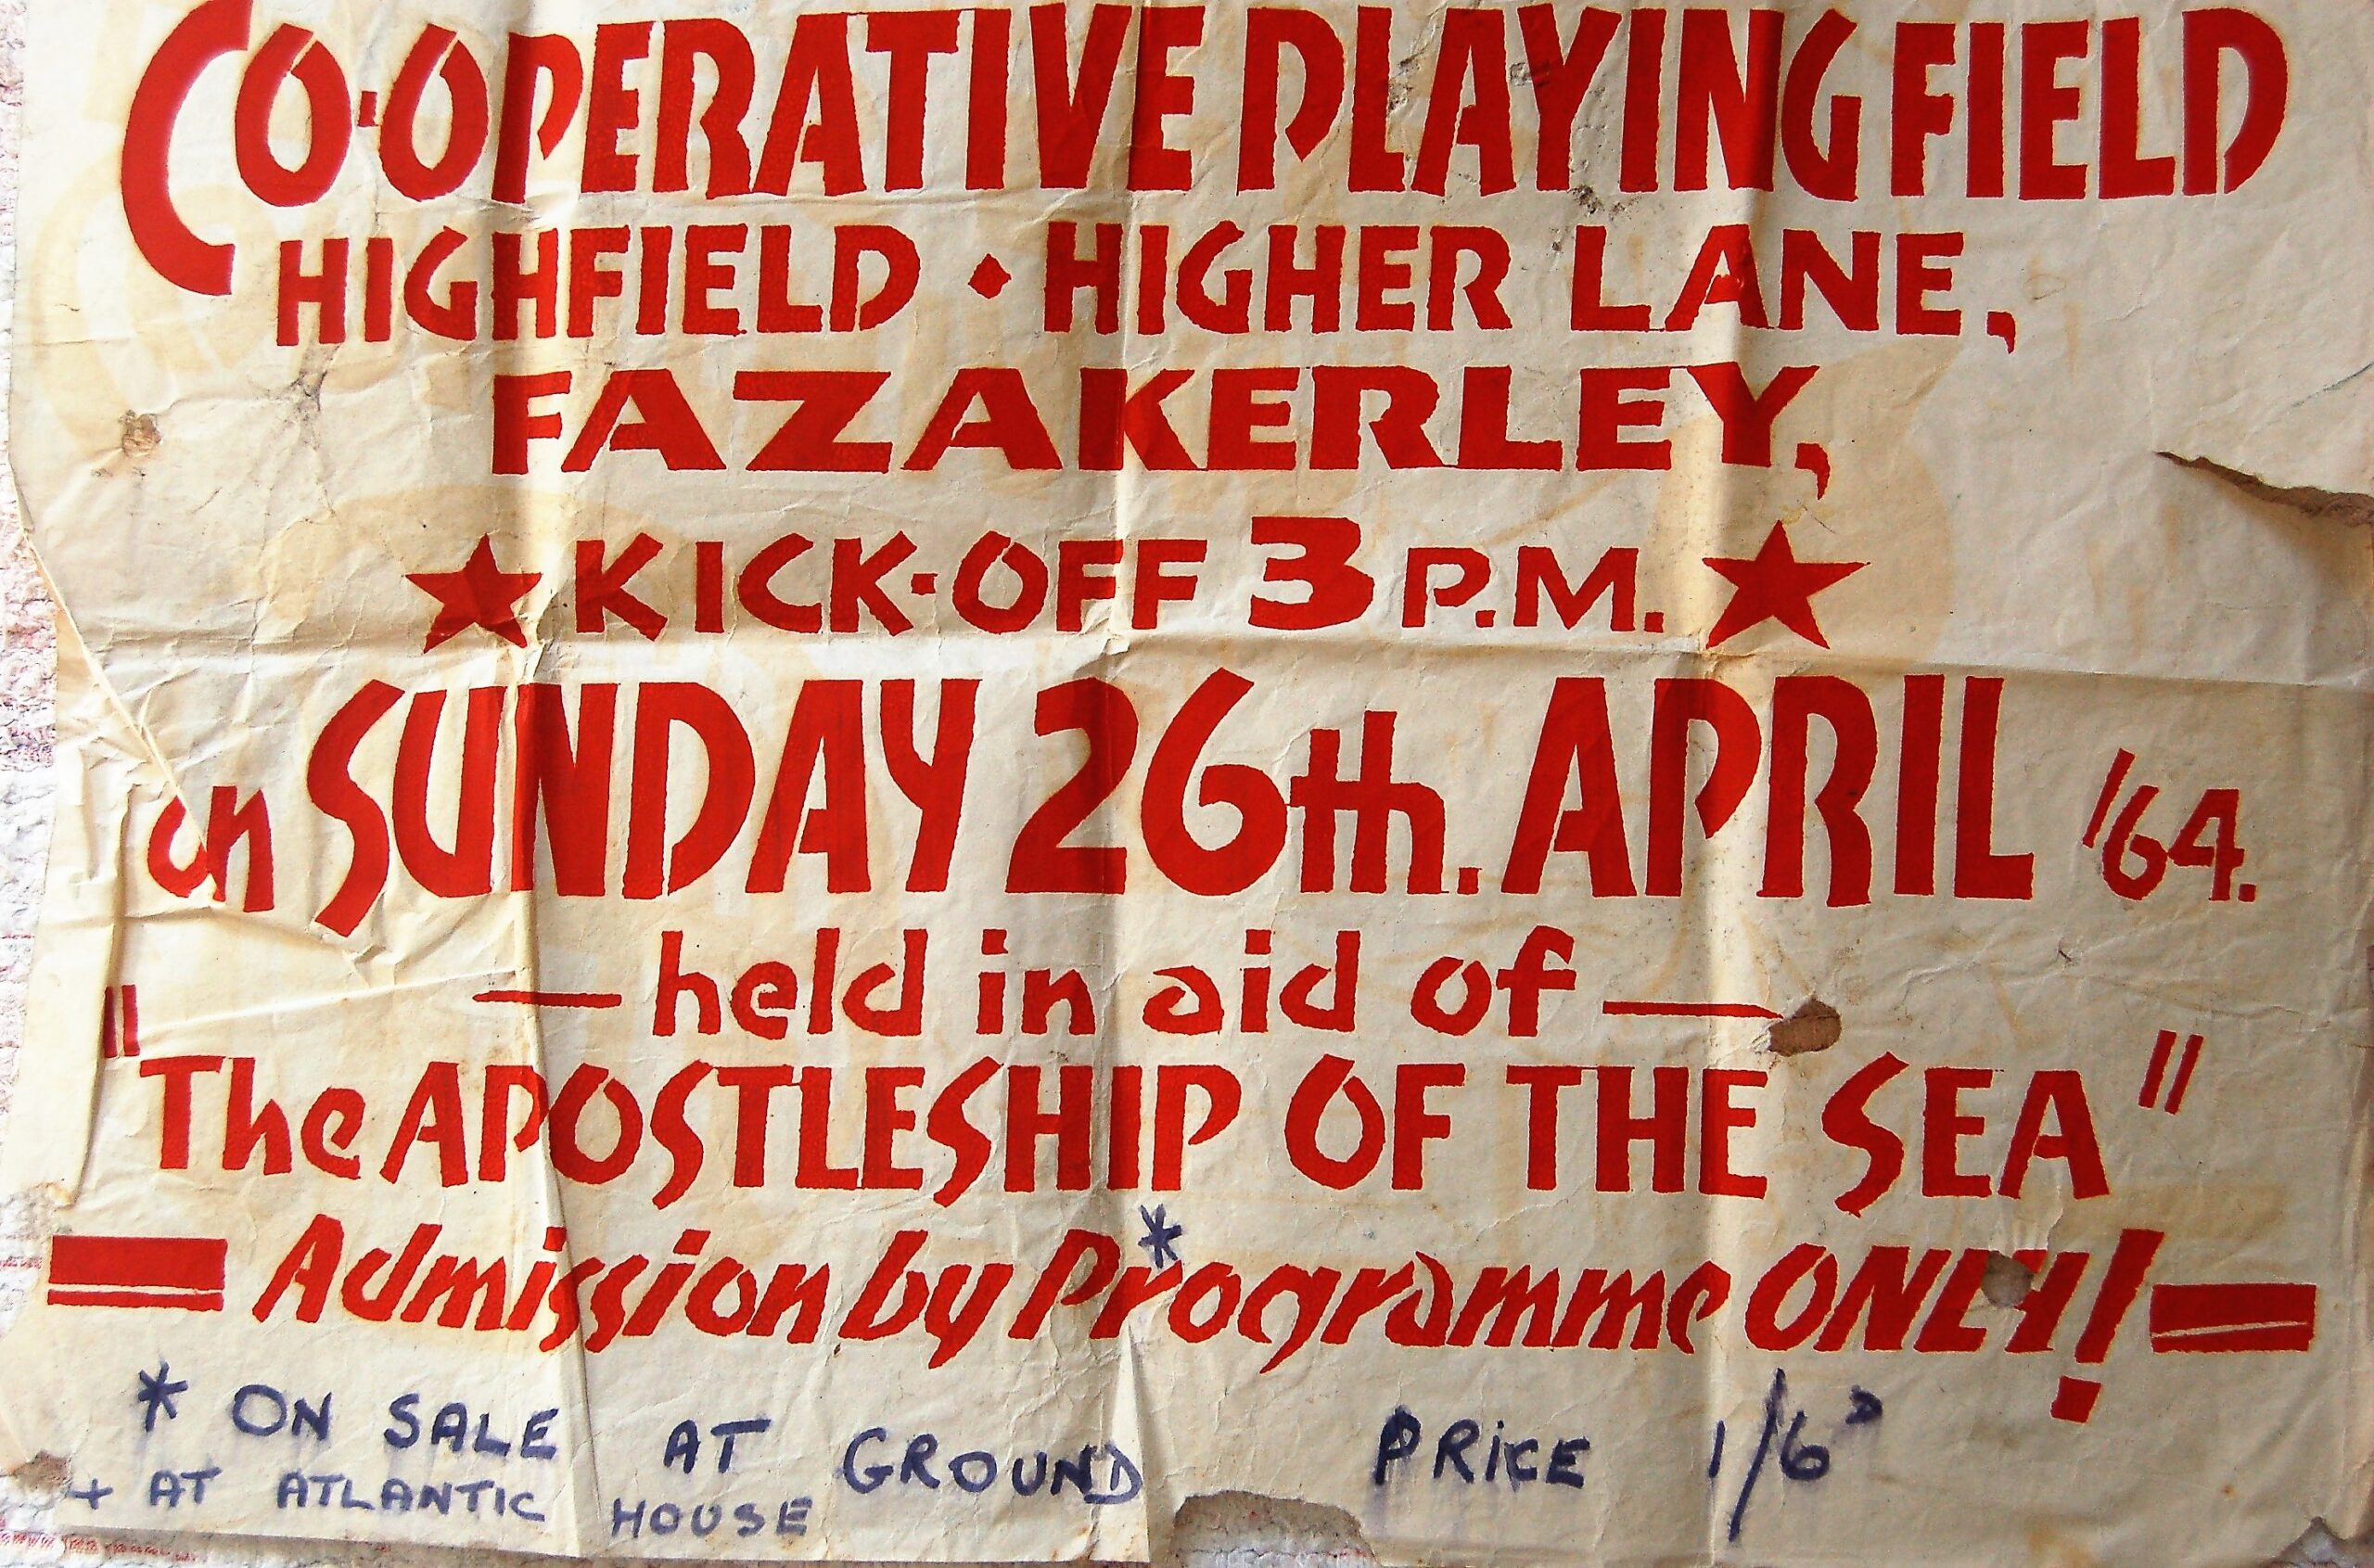 CO-OPERATIVE PLAYING FIELD
HIGHFIELD • HIGHER LANE,
FAZAKERLEY,
★ KICK-OFF 3 P.M. ★
on SUNDAY 26th. APRIL '64.
— held in aid of —
"The APOSTLESHIP OF THE SEA"
Admission by Programme* ONLY!
* ON SALE AT GROUND PRICE 1/6D
+ AT ATLANTIC HOUSE